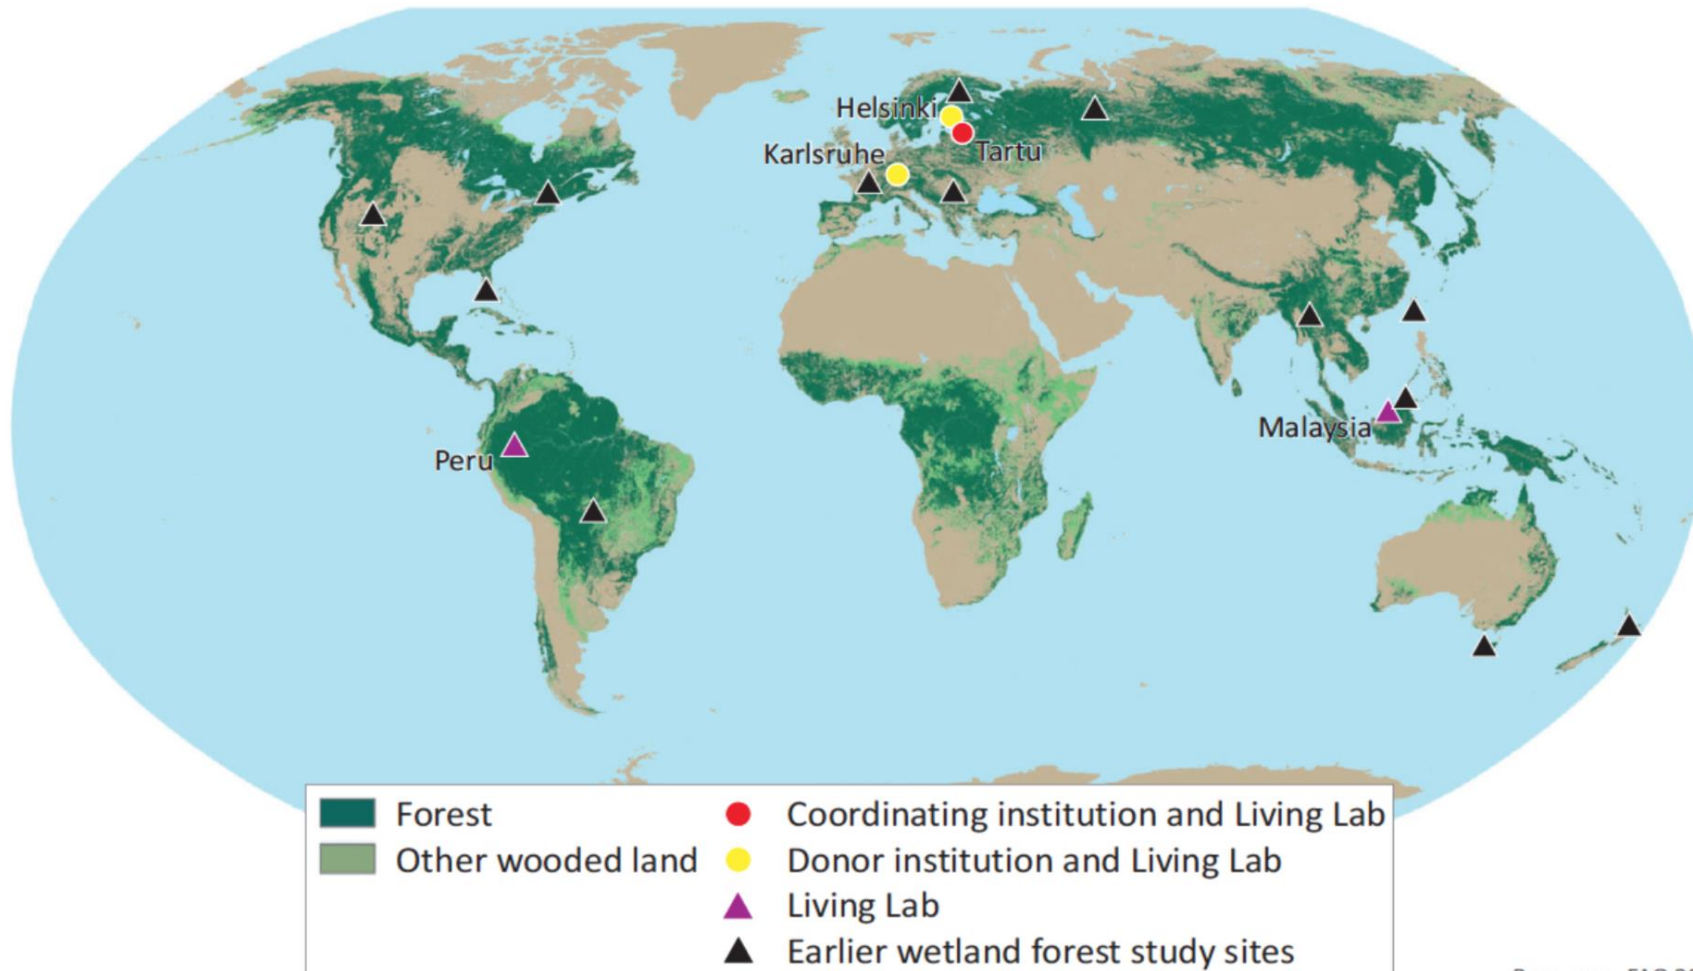 Helsinki
Karlsruhe
Tartu
Peru
Malaysia
Forest
Other wooded land
Coordinating institution and Living Lab
Donor institution and Living Lab
Living Lab
Earlier wetland forest study sites